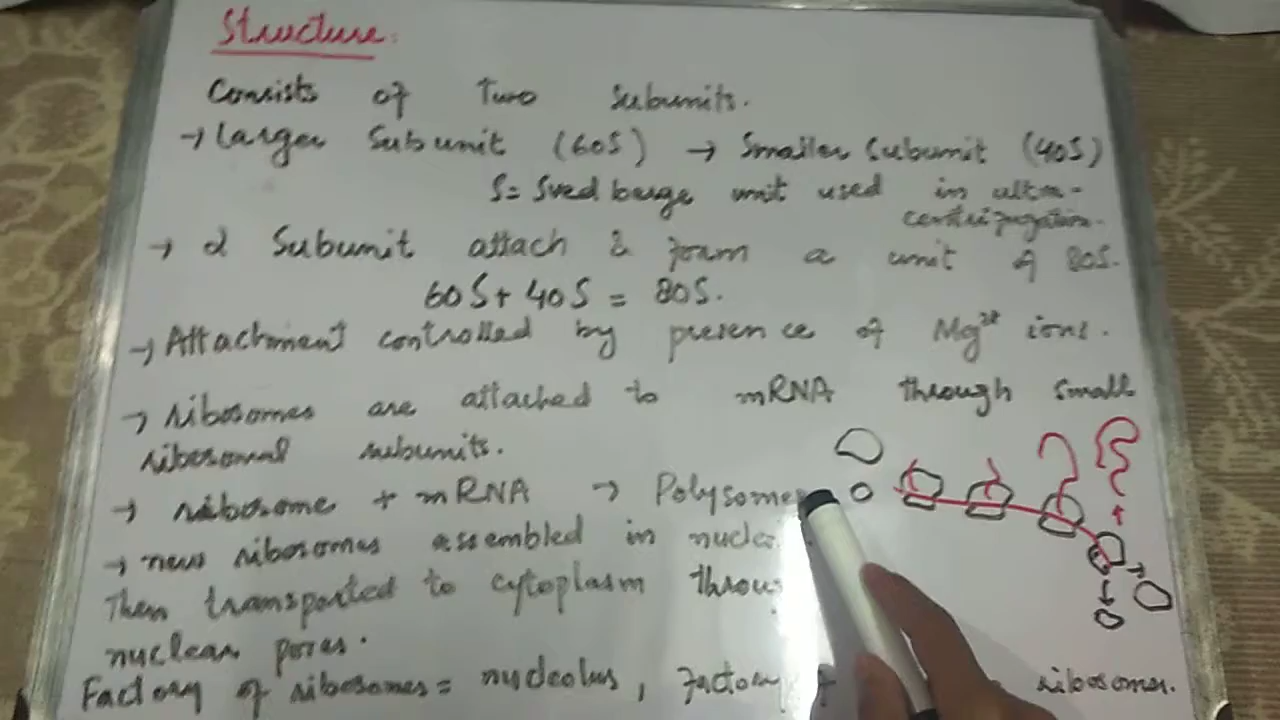 Structure:
Consists of Two Subunits.
→ Larger Subunit (60S) → Smaller Subunit (40S)
S= Sved berge unit used in ultra-
centrifugation.
→ 2 Subunit attach & form a unit of 80S.
60S + 40S = 80S.
→ Attachment controlled by presence of Mg²⁺ ions.
→ ribosomes are attached to mRNA through small
ribosomal subunits.
→ ribosome + mRNA → Polysome
→ new ribosomes assembled in
Then transported to cytoplasm
nuclear pores.
Factory of ribosomes = nucleolus, Factory ribosomes.